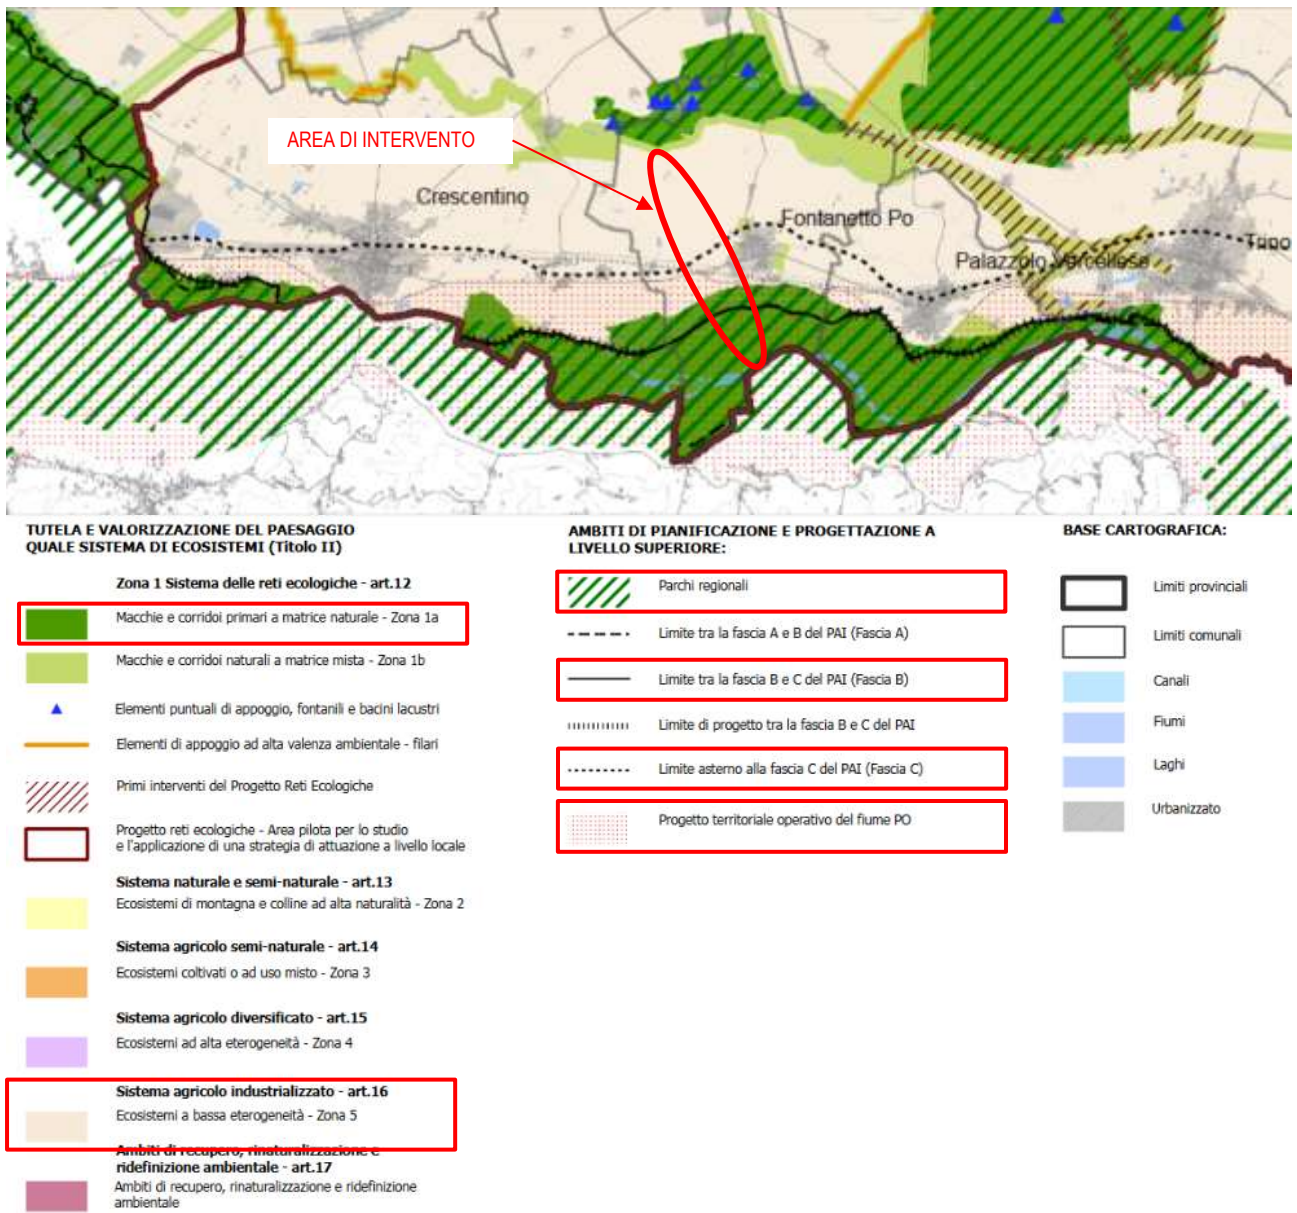 AREA DI INTERVENTO
Crescentino
Fontanetto Po
Palazzolo Vercellese
Trino
TUTELA E VALORIZZAZIONE DEL PAESAGGIO
QUALE SISTEMA DI ECOSISTEMI (Titolo II)
Zona 1 Sistema delle reti ecologiche - art.12
Macchie e corridoi primari a matrice naturale - Zona 1a
Macchie e corridoi naturali a matrice mista - Zona 1b
Elementi puntuali di appoggio, fontanili e bacini lacustri
Elementi di appoggio ad alta valenza ambientale - filari
Primi interventi del Progetto Reti Ecologiche
Progetto reti ecologiche - Area pilota per lo studio
e l'applicazione di una strategia di attuazione a livello locale
Sistema naturale e semi-naturale - art.13
Ecosistemi di montagna e colline ad alta naturalità - Zona 2
Sistema agricolo semi-naturale - art.14
Ecosistemi coltivati o ad uso misto - Zona 3
Sistema agricolo diversificato - art.15
Ecosistemi ad alta eterogeneità - Zona 4
Sistema agricolo industrializzato - art.16
Ecosistemi a bassa eterogeneità - Zona 5
Ambiti di recupero, rinaturalizzazione e
ridefinizione ambientale - art.17
Ambiti di recupero, rinaturalizzazione e ridefinizione
ambientale
AMBITI DI PIANIFICAZIONE E PROGETTAZIONE A
LIVELLO SUPERIORE:
Parchi regionali
Limite tra la fascia A e B del PAI (Fascia A)
Limite tra la fascia B e C del PAI (Fascia B)
Limite di progetto tra la fascia B e C del PAI
Limite asterno alla fascia C del PAI (Fascia C)
Progetto territoriale operativo del fiume PO
BASE CARTOGRAFICA:
Limiti provinciali
Limiti comunali
Canali
Fiumi
Laghi
Urbanizzato